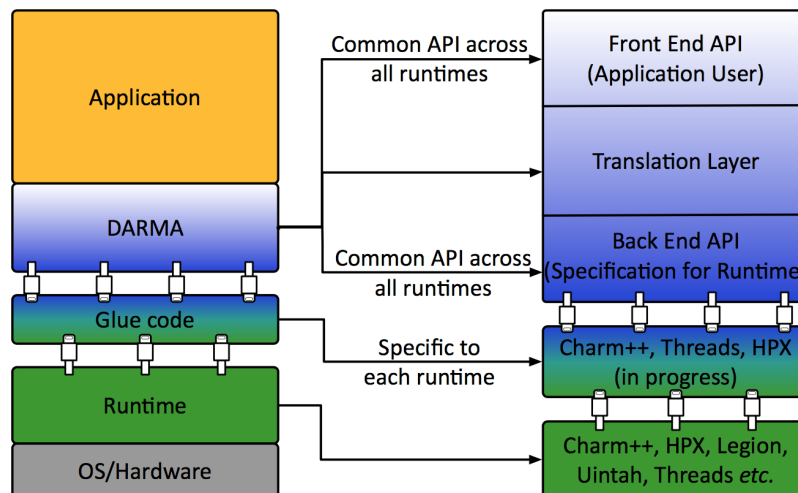 Application
DARMA
Glue code
Runtime
OS/Hardware
Common API across
all runtimes
Common API across
all runtimes
Specific to
each runtime
Front End API
(Application User)
Translation Layer
Back End API
(Specification for Runtime
Charm++, Threads, HPX
(in progress)
Charm++, HPX, Legion,
Uintah, Threads etc.